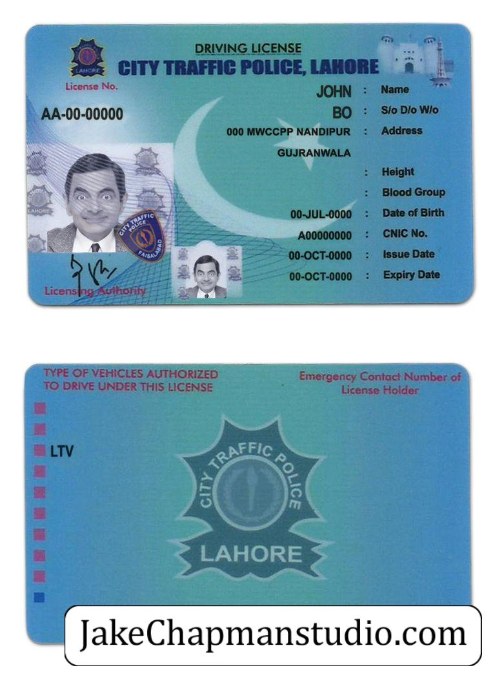 DRIVING LICENSE
CITY TRAFFIC POLICE, LAHORE
LAHORE
License No.
AA-00-00000
JOHN : Name
BO : S/o D/o W/o
000 MWCCPP NANDIPUR : Address
GUJRANWALA
: Height
: Blood Group
00-JUL-0000 : Date of Birth
A00000000 : CNIC No.
00-OCT-0000 : Issue Date
00-OCT-0000 : Expiry Date
CITY TRAFFIC
POLICE
FAISALABAD
Licensing Authority
TYPE OF VEHICLES AUTHORIZED
TO DRIVE UNDER THIS LICENSE
Emergency Contact Number of
License Holder
LTV
CITY TRAFFIC POLICE
LAHORE
JakeChapmanstudio.com